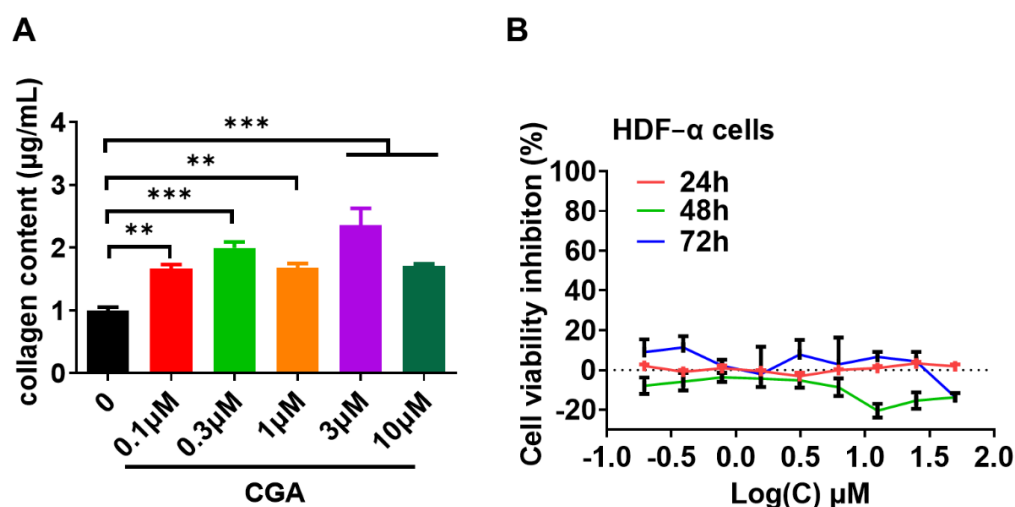 A
collagen content (μg/mL)
4
3
2
1
0
***
**
***
**
0
0.1μM
0.3μM
1μM
3μM
10μM
CGA
B
HDF-α cells
Cell viability inhibiton (%)
24h
48h
72h
100
80
60
40
20
0
-20
-1.0 -0.5 0.0 0.5 1.0 1.5 2.0
Log(C) μM